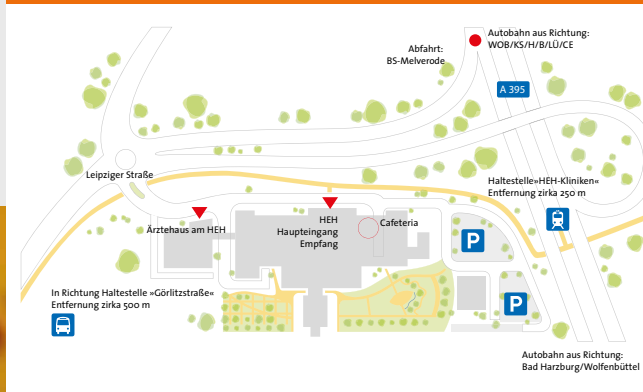 Autobahn aus Richtung:
WOB/KS/H/B/LÜ/CE
Abfahrt:
BS-Melverode
A 395
Leipziger Straße
Haltestelle»HEH-Kliniken«
Entfernung zirka 250 m
Ärztehaus am HEH
HEH
Haupteingang
Empfang
Cafeteria
P
In Richtung Haltestelle »Görlitzstraße«
Entfernung zirka 500 m
P
Autobahn aus Richtung:
Bad Harzburg/Wolfenbüttel